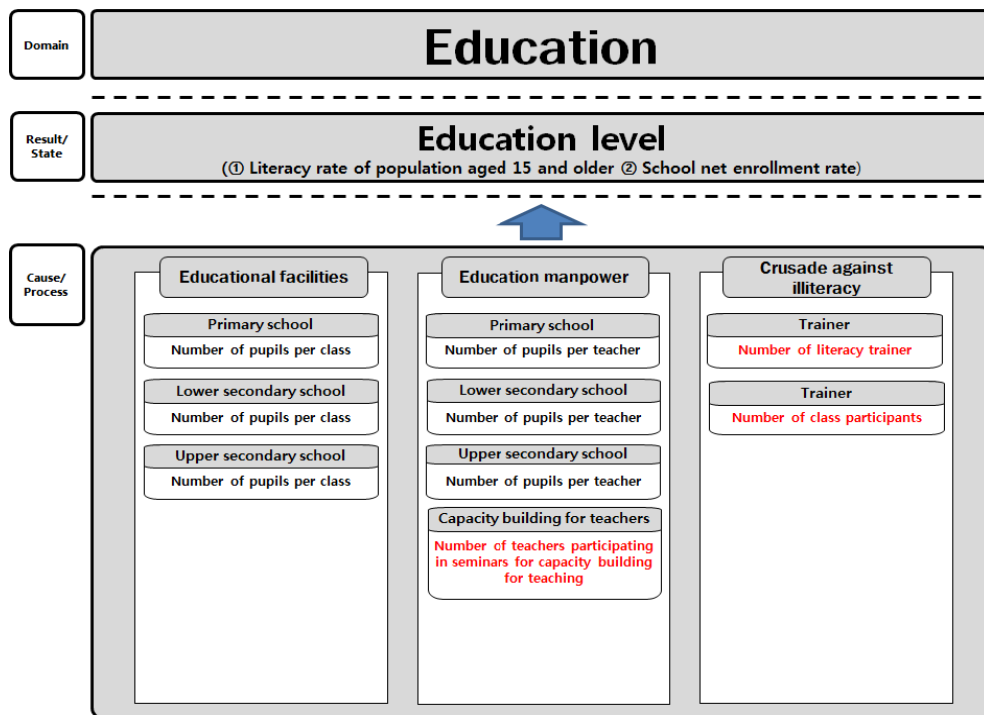 Domain
Education
Result/
State
Education level
(① Literacy rate of population aged 15 and older ② School net enrollment rate)
Cause/
Process
Educational facilities
Primary school
Number of pupils per class
Lower secondary school
Number of pupils per class
Upper secondary school
Number of pupils per class
Education manpower
Primary school
Number of pupils per teacher
Lower secondary school
Number of pupils per teacher
Upper secondary school
Number of pupils per teacher
Capacity building for teachers
Number of teachers participating
in seminars for capacity building
for teaching
Crusade against
illiteracy
Trainer
Number of literacy trainer
Trainer
Number of class participants